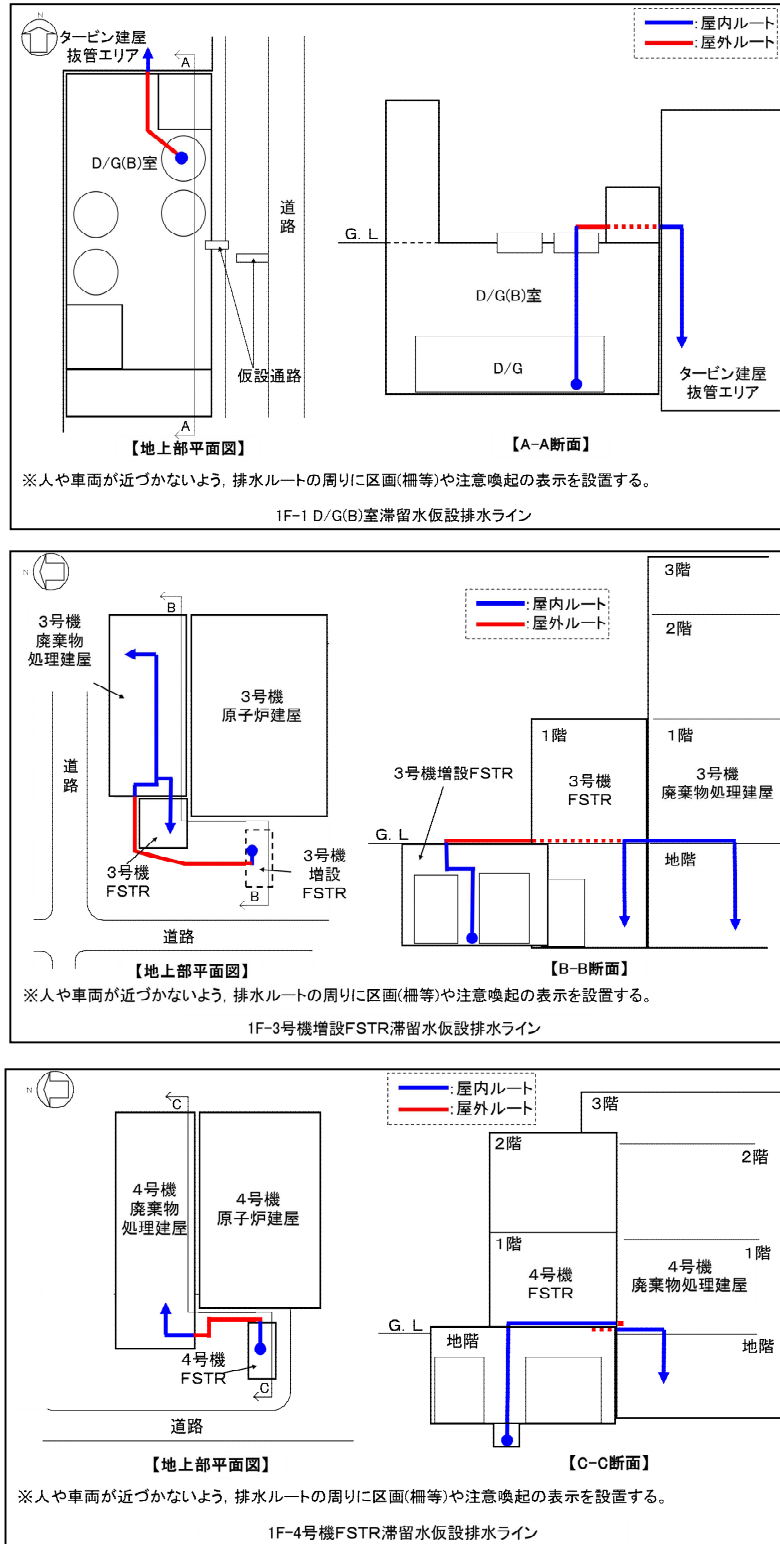 N
タービン建屋
抜管エリア
A
:屋内ルート
:屋外ルート
D/G(B)室
道
路
G. L
D/G(B)室
D/G
仮設通路
タービン建屋
抜管エリア
A
【地上部平面図】
【A-A断面】
※人や車両が近づかないよう, 排水ルートの周りに区画(柵等)や注意喚起の表示を設置する。
1F-1 D/G(B)室滞留水仮設排水ライン
N
3階
:屋内ルート
:屋外ルート
B
2階
3号機
廃棄物
処理建屋
3号機
原子炉建屋
1階
1階
道
路
3号機増設FSTR
3号機
FSTR
3号機
廃棄物処理建屋
G. L
3号機
FSTR
3号機
増設
FSTR
地階
B
道路
【地上部平面図】
【B-B断面】
※人や車両が近づかないよう, 排水ルートの周りに区画(柵等)や注意喚起の表示を設置する。
1F-3号機増設FSTR滞留水仮設排水ライン
N
:屋内ルート
:屋外ルート
3階
C
2階
2階
4号機
廃棄物
処理建屋
4号機
原子炉建屋
1階
1階
4号機
FSTR
4号機
廃棄物処理建屋
G. L
地階
地階
4号機
FSTR
C
道路
【地上部平面図】
【C-C断面】
※人や車両が近づかないよう, 排水ルートの周りに区画(柵等)や注意喚起の表示を設置する。
1F-4号機FSTR滞留水仮設排水ライン